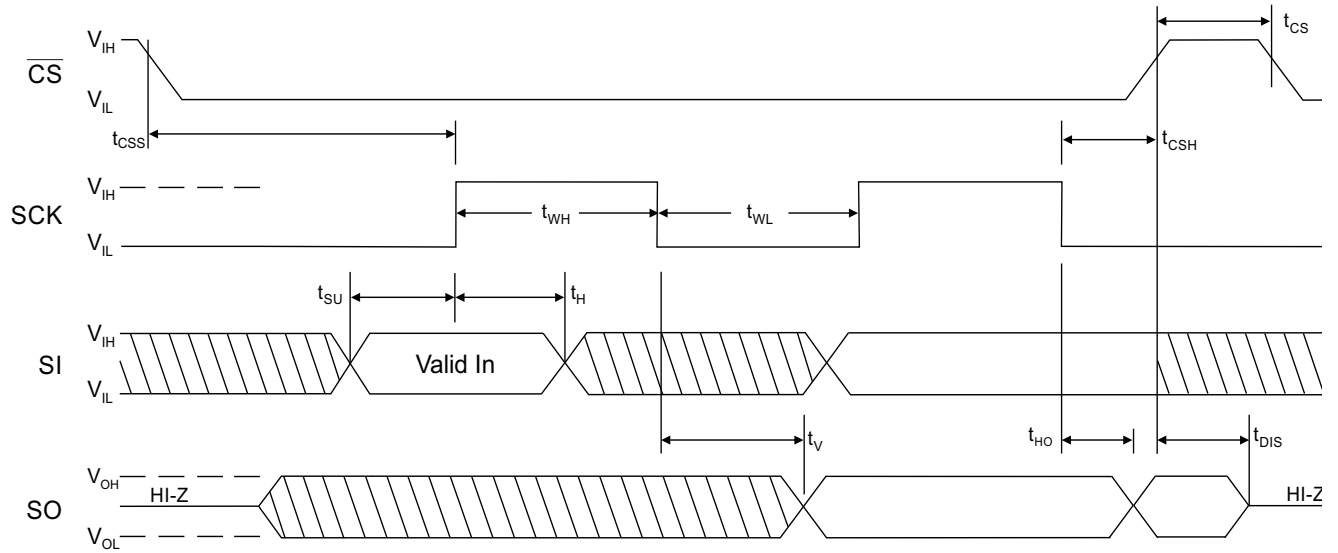 t_CS
V_IH
CS
V_IL
t_CSS
t_CSH
V_IH
SCK
t_WH
t_WL
V_IL
t_SU
t_H
V_IH
SI
Valid In
V_IL
t_V
t_HO
t_DIS
V_OH
HI-Z
HI-Z
SO
V_OL